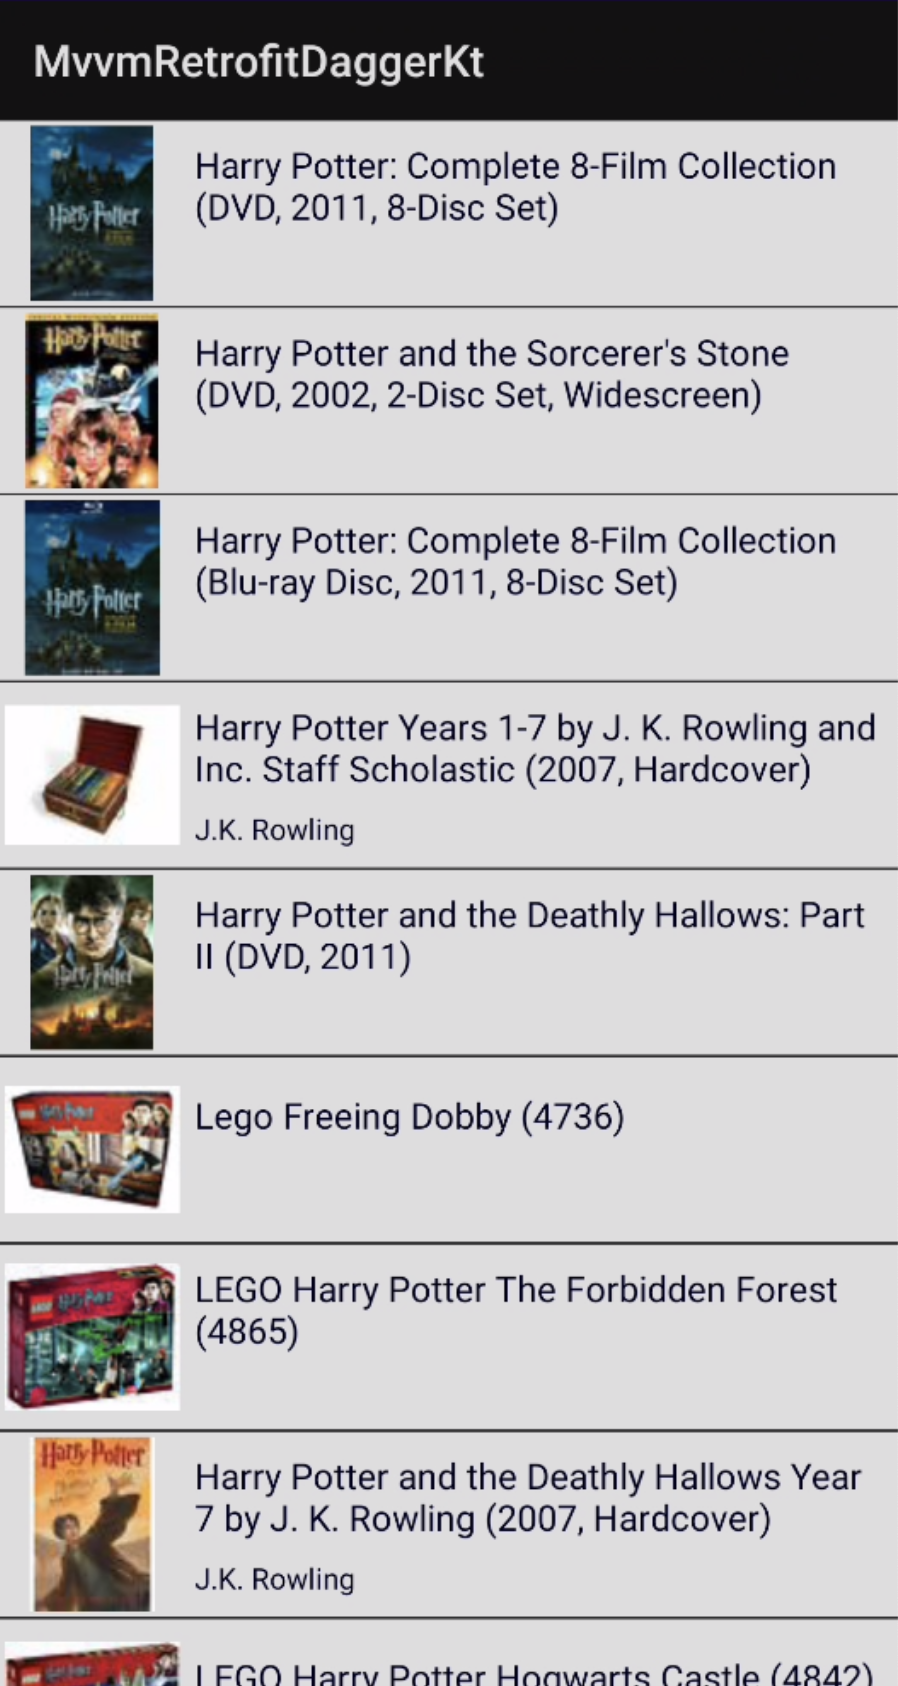 MvvmRetrofitDaggerKt
Harry Potter
Harry Potter: Complete 8-Film Collection
(DVD, 2011, 8-Disc Set)
Harry Potter
Harry Potter and the Sorcerer's Stone
(DVD, 2002, 2-Disc Set, Widescreen)
Harry Potter
Harry Potter: Complete 8-Film Collection
(Blu-ray Disc, 2011, 8-Disc Set)
Harry Potter Years 1-7 by J. K. Rowling and
Inc. Staff Scholastic (2007, Hardcover)
J.K. Rowling
Harry Potter
Harry Potter and the Deathly Hallows: Part
II (DVD, 2011)
Harry Potter
Lego Freeing Dobby (4736)
LEGO Harry Potter
LEGO Harry Potter The Forbidden Forest
(4865)
Harry Potter
Harry Potter and the Deathly Hallows Year
7 by J. K. Rowling (2007, Hardcover)
J.K. Rowling
LEGO Harry Potter Hogwarts Castle (4842)